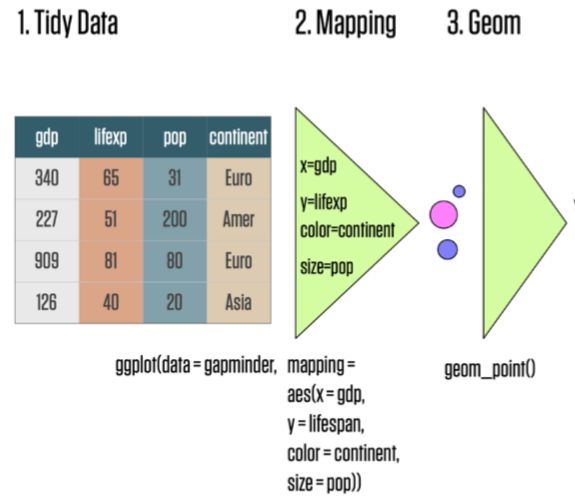 1. Tidy Data
2. Mapping
3. Geom
gdp lifexp pop continent
340 65 31 Euro
227 51 200 Amer
909 81 80 Euro
126 40 20 Asia
x=gdp
y=lifexp
color=continent
size=pop
ggplot(data = gapminder, mapping =
aes(x = gdp,
y = lifespan,
color = continent,
size = pop))
geom_point()